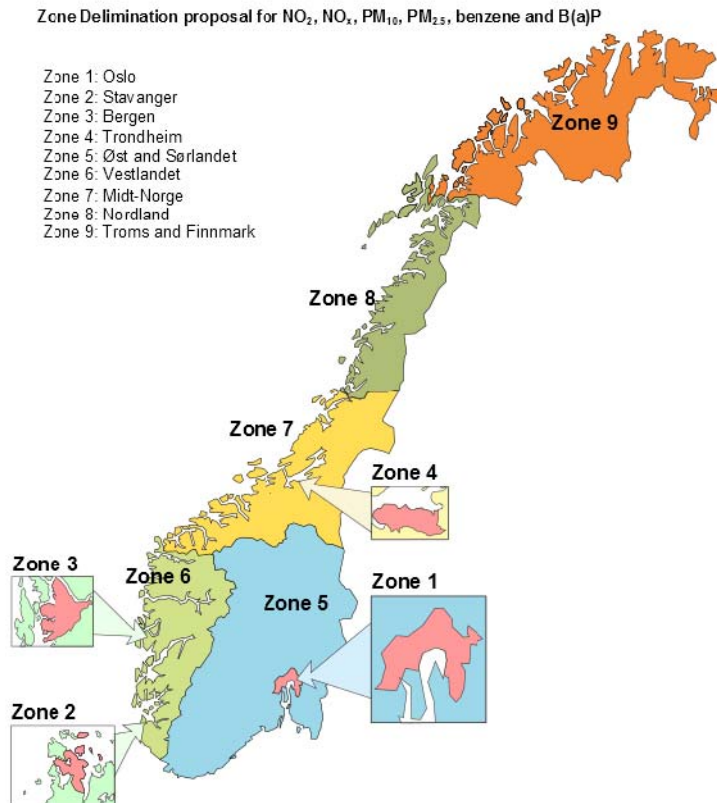 Zone Delimination proposal for NO₂, NOₓ, PM₁₀, PM₂.₅, benzene and B(a)P
Zone 1: Oslo
Zone 2: Stavanger
Zone 3: Bergen
Zone 4: Trondheim
Zone 5: Øst and Sørlandet
Zone 6: Vestlandet
Zone 7: Midt-Norge
Zone 8: Nordland
Zone 9: Troms and Finnmark
Zone 9
Zone 8
Zone 7
Zone 4
Zone 3
Zone 6
Zone 1
Zone 5
Zone 2